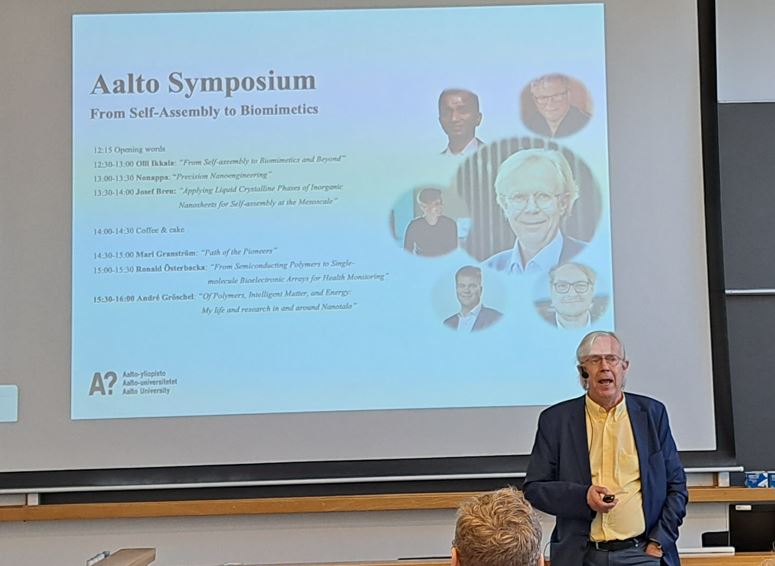 Aalto Symposium
From Self-Assembly to Biomimetics
12:15 Opening words
12:30-13:00 Olli Ikkala: "From Self-assembly to Biomimetics and Beyond"
13:00-13:30 Nonappa: "Precision Nanoengineering"
13:30-14:00 Josef Breu: "Applying Liquid Crystalline Phases of Inorganic
Nanosheets for Self-assembly at the Mesoscale"
14:00-14:30 Coffee & cake
14:30-15:00 Mari Granström: "Path of the Pioneers"
15:00-15:30 Ronald Österbacka: "From Semiconducting Polymers to Single-
molecule Bioelectronic Arrays for Health Monitoring"
15:30-16:00 André Gröschel: "Of Polymers, Intelligent Matter, and Energy.
My life and research in and around Nanotalo"
A?
Aalto-yliopisto
Aalto-universitetet
Aalto University